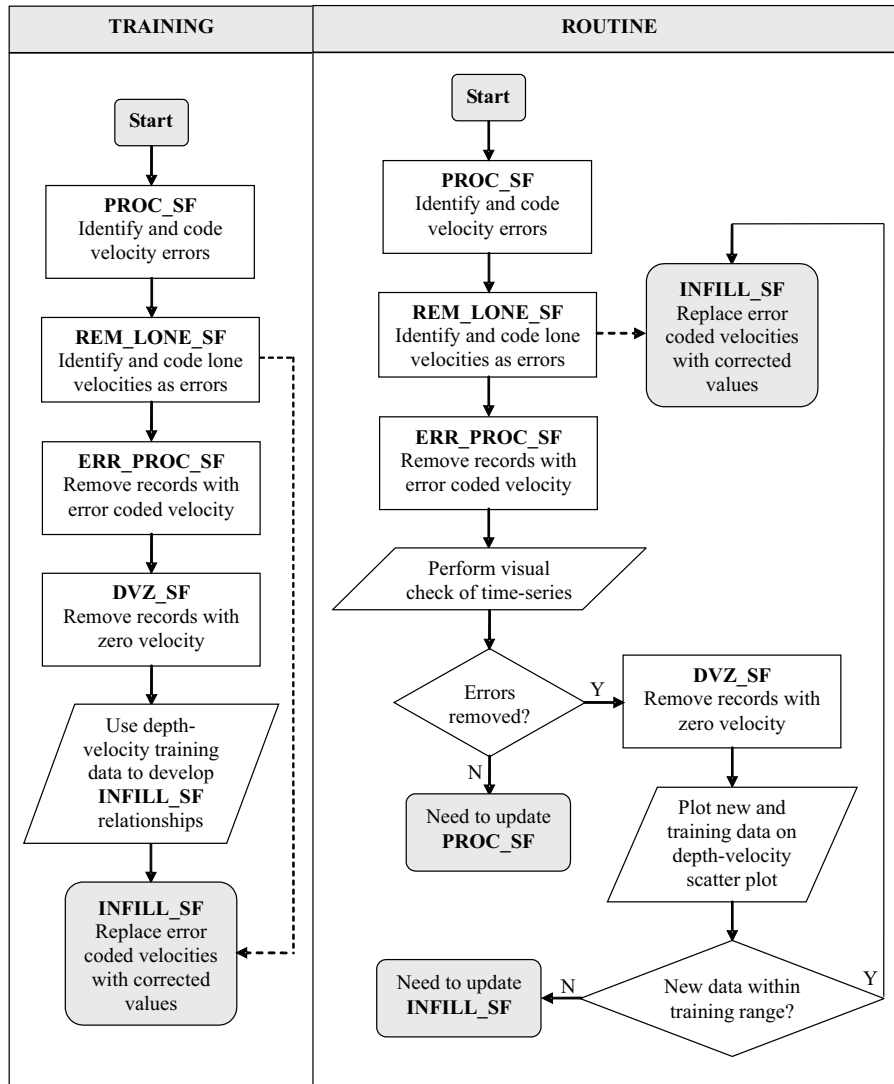 TRAINING
Start
PROC_SF
Identify and code
velocity errors
REM_LONE_SF
Identify and code lone
velocities as errors
ERR_PROC_SF
Remove records with
error coded velocity
DVZ_SF
Remove records with
zero velocity
Use depth-
velocity training
data to develop
INFILL_SF
relationships
INFILL_SF
Replace error
coded velocities
with corrected
values
ROUTINE
Start
PROC_SF
Identify and code
velocity errors
REM_LONE_SF
Identify and code lone
velocities as errors
INFILL_SF
Replace error
coded velocities
with corrected
values
ERR_PROC_SF
Remove records with
error coded velocity
Perform visual
check of time-series
Errors
removed?
Y
N
Need to update
PROC_SF
DVZ_SF
Remove records with
zero velocity
Plot new and
training data on
depth-velocity
scatter plot
New data within
training range?
Y
N
Need to update
INFILL_SF